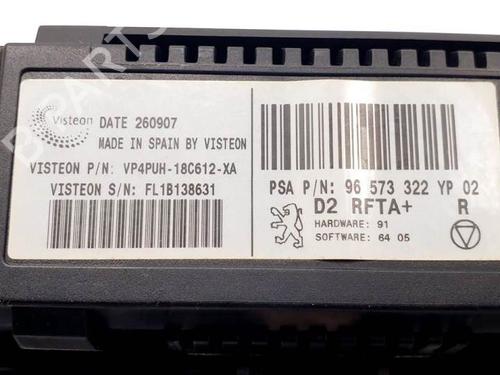 Visteon
DATE 260907
MADE IN SPAIN BY VISTEON
VISTEON P/N: VP4PUH-18C612-XA
VISTEON S/N: FL1B138631
PSA P/N: 96 573 322 YP 02
D2 RFTA+ R
HARDWARE: 91
SOFTWARE: 64 05
B-PARTS